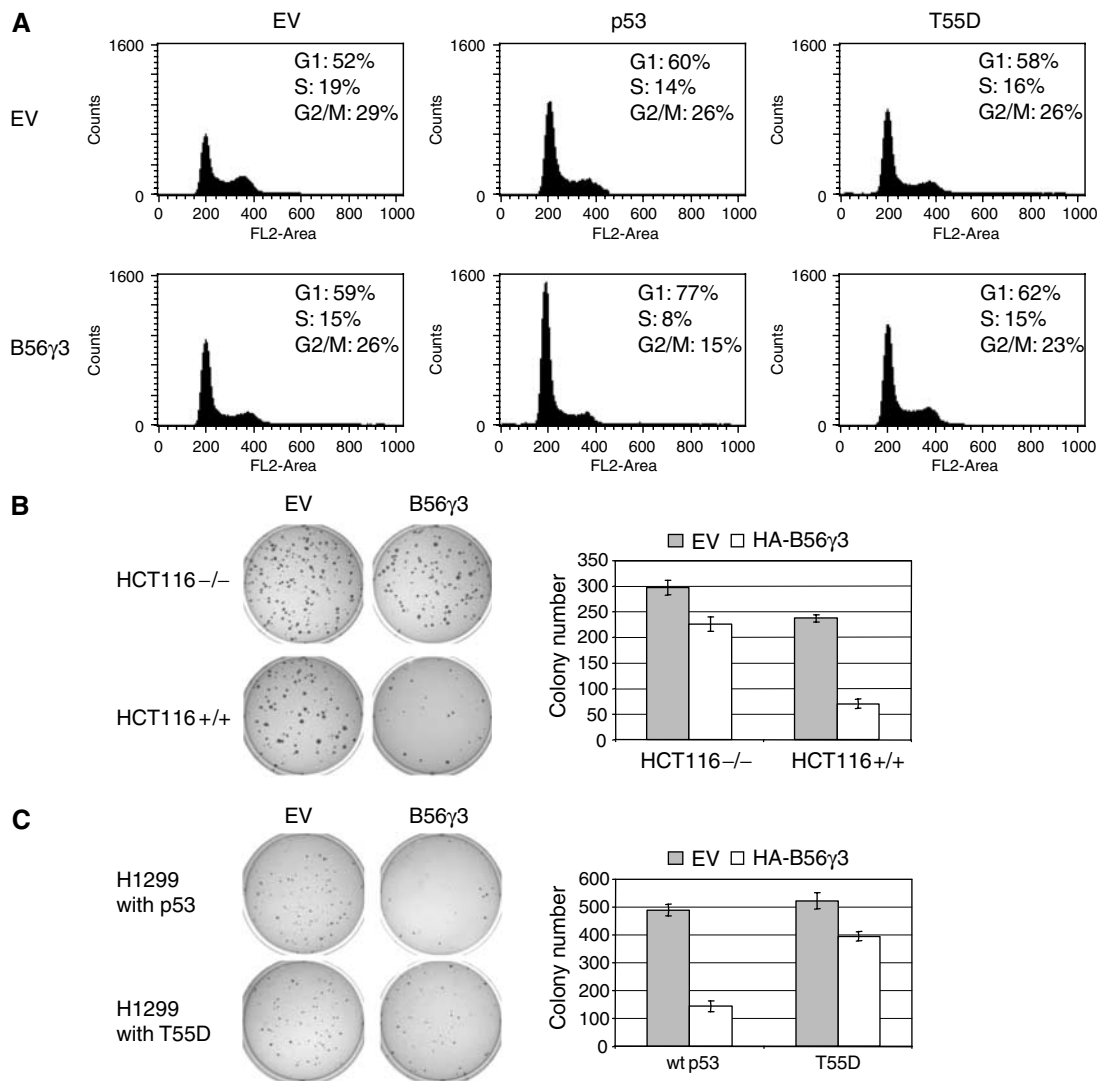 A
EV p53 T55D
EV
1600
Counts
0
G1: 52%
S: 19%
G2/M: 29%
0 200 400 600 800 1000
FL2-Area
1600
Counts
0
G1: 60%
S: 14%
G2/M: 26%
0 200 400 600 800 1000
FL2-Area
1600
Counts
0
G1: 58%
S: 16%
G2/M: 26%
0 200 400 600 800 1000
FL2-Area
B56γ3
1600
Counts
0
G1: 59%
S: 15%
G2/M: 26%
0 200 400 600 800 1000
FL2-Area
1600
Counts
0
G1: 77%
S: 8%
G2/M: 15%
0 200 400 600 800 1000
FL2-Area
1600
Counts
0
G1: 62%
S: 15%
G2/M: 23%
0 200 400 600 800 1000
FL2-Area
B
EV B56γ3
HCT116 −/−
HCT116 +/+
EV HA-B56γ3
Colony number
350
300
250
200
150
100
50
0
HCT116 −/− HCT116 +/+
C
EV B56γ3
H1299
with p53
H1299
with T55D
EV HA-B56γ3
Colony number
600
500
400
300
200
100
0
wt p53 T55D